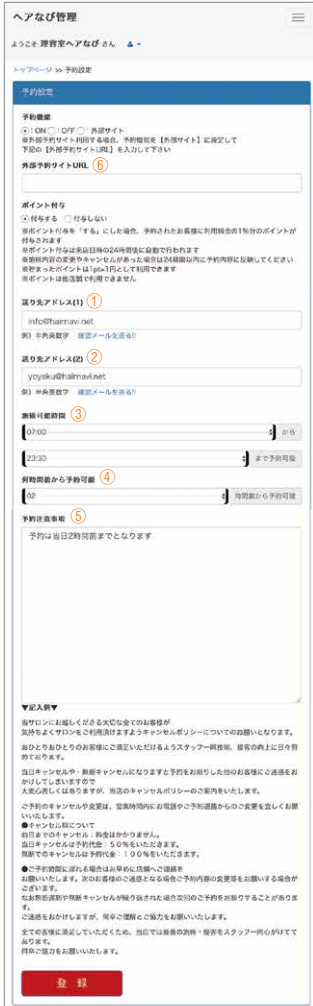 ヘアなび管理
ようこそ 理容室ヘアなび さん
トップページ >> 予約設定
予約設定
予約機能
: ON : OFF : 外部サイト
※外部予約サイト利用する場合、予約機能を【外部サイト】に設定して
下記の【外部予約サイトURL】を入力して下さい
外部予約サイトURL ⑥
ポイント付与
付与する 付与しない
※ポイント付与を「する」にした場合、予約されたお客様に利用料金の1%分のポイントが
付与されます
※ポイント付与は来店日時の24時間後に自動で行われます
※施術内容の変更やキャンセルがあった場合は24時間以内に予約内容に反映してください
※貯まったポイントは1pt=1円として利用できます
※ポイントは他店舗で利用できません
送り先アドレス(1) ①
info@hairnavi.net
例）半角英数字 確認メールを送る!!
送り先アドレス(2) ②
yoyaku@hairnavi.net
例）半角英数字 確認メールを送る!!
施術可能時間 ③
07:00 から
23:30 まで予約可能
何時間前から予約可能 ④
02 時間前から予約可能
予約注意事項 ⑤
予約は当日2時間前までとなります
▼記入例▼
当サロンにお越しくださる大切な全てのお客様が
気持ちよくサロンをご利用頂けますようキャンセルポリシーについてのお願いとなります。
おひとりおひとりのお客様にご満足いただけるようスタッフ一同技術、接客の向上に日々努
めております。
当日キャンセルや・無断キャンセルになりますと予約をお断りした他のお客様にご迷惑をお
かけしてしまいますので
大変心苦しくはありますが、当店のキャンセルポリシーのご案内をいたします。
ご予約のキャンセルや変更は、営業時間内にお電話やご予約道筋からのご変更を宜しくお願
いいたします。
●キャンセル料について
前日までのキャンセル：料金はかかりません。
当日キャンセルは予約代金：50%をいただきます。
無断でのキャンセルは予約代金：100%をいただきます。
●ご予約時間に遅れる場合はお早めに店舗へご連絡を
お願いいたします。次のお客様のご迷惑となる場合ご予約内容の変更等をお願いする場合が
ございます。
なお無断遅刻や無断キャンセルが繰り返された場合次回のご予約をお断りすることがありま
す。
ご迷惑をおかけしますが、何卒ご理解とご協力をお願いいたします。
全ての客様に満足していただくため、当店では最善の施術・接客をスタッフ一同心がけてて
おります。
何卒ご協力をお願いいたします。
登 録